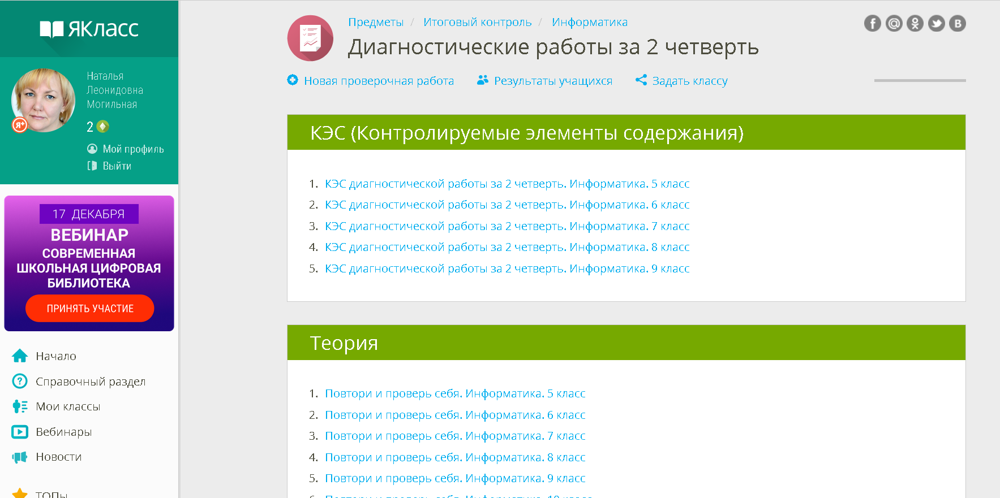 ЯКласс
Наталья
Леонидовна
Могильная
Я+
2
Мой профиль
Выйти
17 ДЕКАБРЯ
ВЕБИНАР
СОВРЕМЕННАЯ
ШКОЛЬНАЯ ЦИФРОВАЯ
БИБЛИОТЕКА
ПРИНЯТЬ УЧАСТИЕ
Начало
Справочный раздел
Мои классы
Вебинары
Новости
ТОПы
Предметы / Итоговый контроль / Информатика
Диагностические работы за 2 четверть
Новая проверочная работа Результаты учащихся Задать классу
КЭС (Контролируемые элементы содержания)
1. КЭС диагностической работы за 2 четверть. Информатика. 5 класс
2. КЭС диагностической работы за 2 четверть. Информатика. 6 класс
3. КЭС диагностической работы за 2 четверть. Информатика. 7 класс
4. КЭС диагностической работы за 2 четверть. Информатика. 8 класс
5. КЭС диагностической работы за 2 четверть. Информатика. 9 класс
Теория
1. Повтори и проверь себя. Информатика. 5 класс
2. Повтори и проверь себя. Информатика. 6 класс
3. Повтори и проверь себя. Информатика. 7 класс
4. Повтори и проверь себя. Информатика. 8 класс
5. Повтори и проверь себя. Информатика. 9 класс